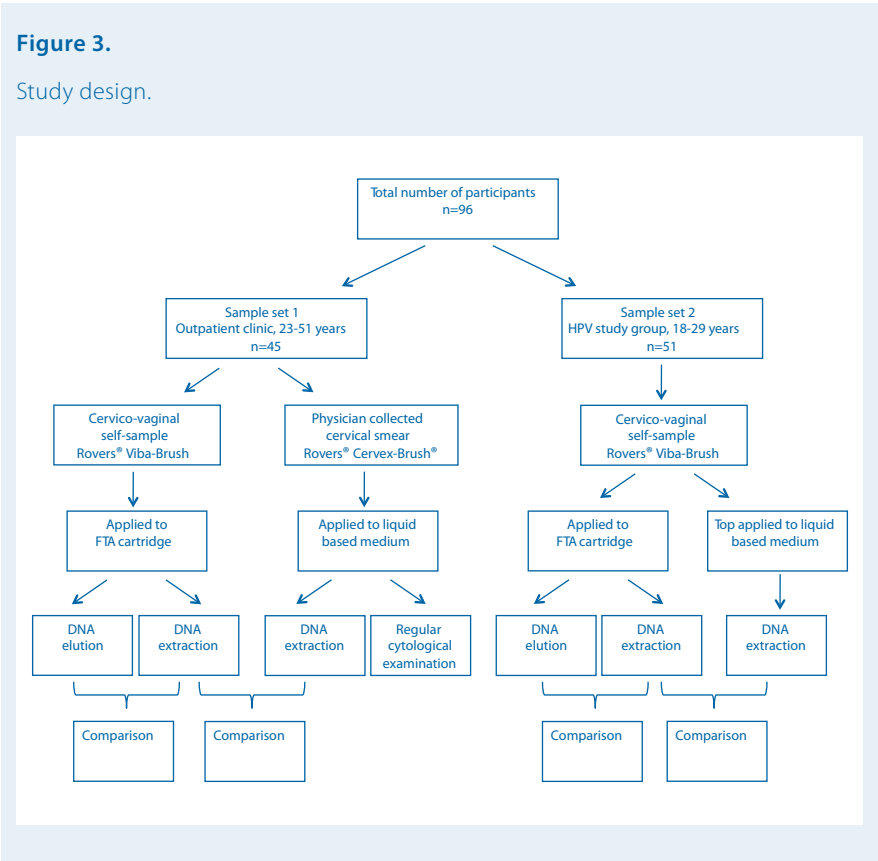 Figure 3.
Study design.
Total number of participants
n=96
Sample set 1
Outpatient clinic, 23-51 years
n=45
Sample set 2
HPV study group, 18-29 years
n=51
Cervico-vaginal
self-sample
Rovers® Viba-Brush
Physician collected
cervical smear
Rovers® Cervex-Brush®
Cervico-vaginal
self-sample
Rovers® Viba-Brush
Applied to
FTA cartridge
Applied to liquid
based medium
Applied to
FTA cartridge
Top applied to liquid
based medium
DNA
elution
DNA
extraction
DNA
extraction
Regular
cytological
examination
DNA
elution
DNA
extraction
DNA
extraction
Comparison
Comparison
Comparison
Comparison